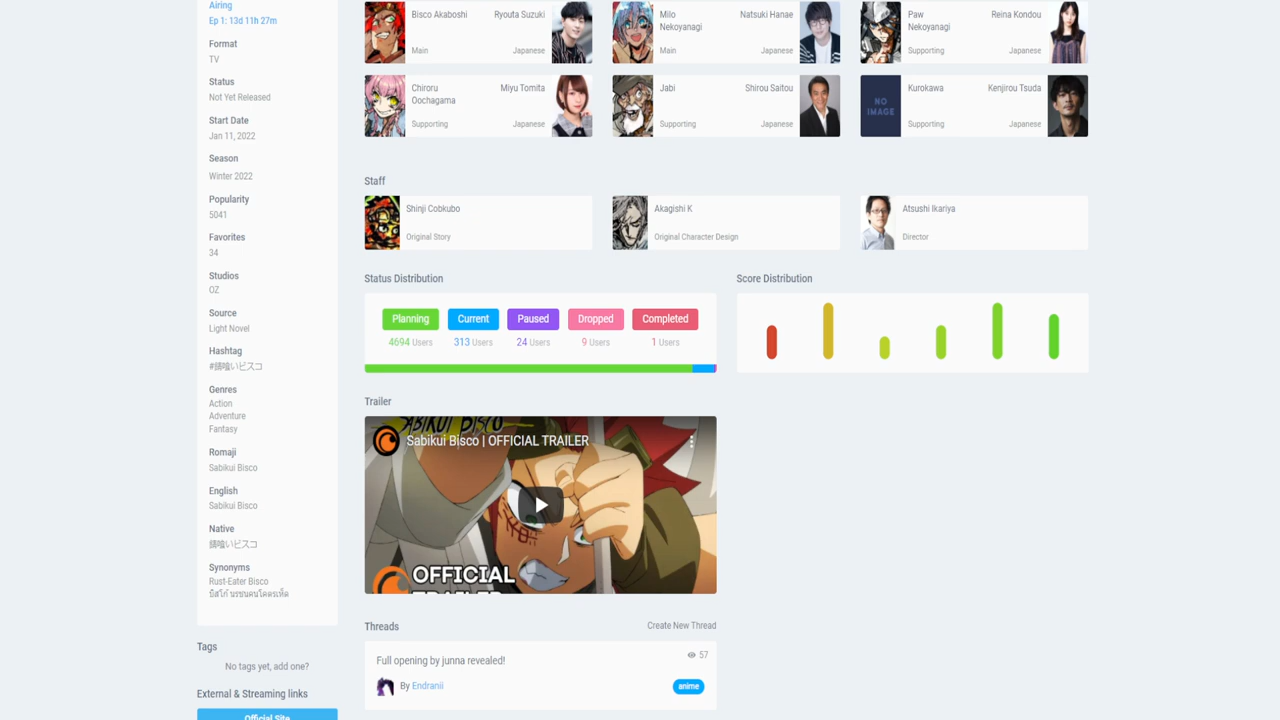 Airing
Ep 1: 13d 11h 27m
Format
TV
Status
Not Yet Released
Start Date
Jan 11, 2022
Season
Winter 2022
Popularity
5041
Favorites
34
Studios
OZ
Source
Light Novel
Hashtag
#錆喰いビスコ
Genres
Action
Adventure
Fantasy
Romaji
Sabikui Bisco
English
Sabikui Bisco
Native
錆喰いビスコ
Synonyms
Rust-Eater Bisco
Tags
No tags yet, add one?
External & Streaming links
Official Site
Bisco Akaboshi Ryouta Suzuki
Main Japanese
Milo Nekoyanagi Natsuki Hanae
Main Japanese
Paw Nekoyanagi Reina Kondou
Supporting Japanese
Chiroru Oochagama Miyu Tomita
Supporting Japanese
Jabi Shirou Saitou
Supporting Japanese
NO IMAGE
Kurokawa Kenjirou Tsuda
Supporting Japanese
Staff
Shinji Cobkubo
Original Story
Akagishi K
Original Character Design
Atsushi Ikariya
Director
Status Distribution
Planning Current Paused Dropped Completed
4694 Users 313 Users 24 Users 9 Users 1 Users
Score Distribution
Trailer
SABIKUI BISCO
Sabikui Bisco | OFFICIAL TRAILER
OFFICIAL
TRAILER
Threads Create New Thread
Full opening by junna revealed! 57
By Endranii anime